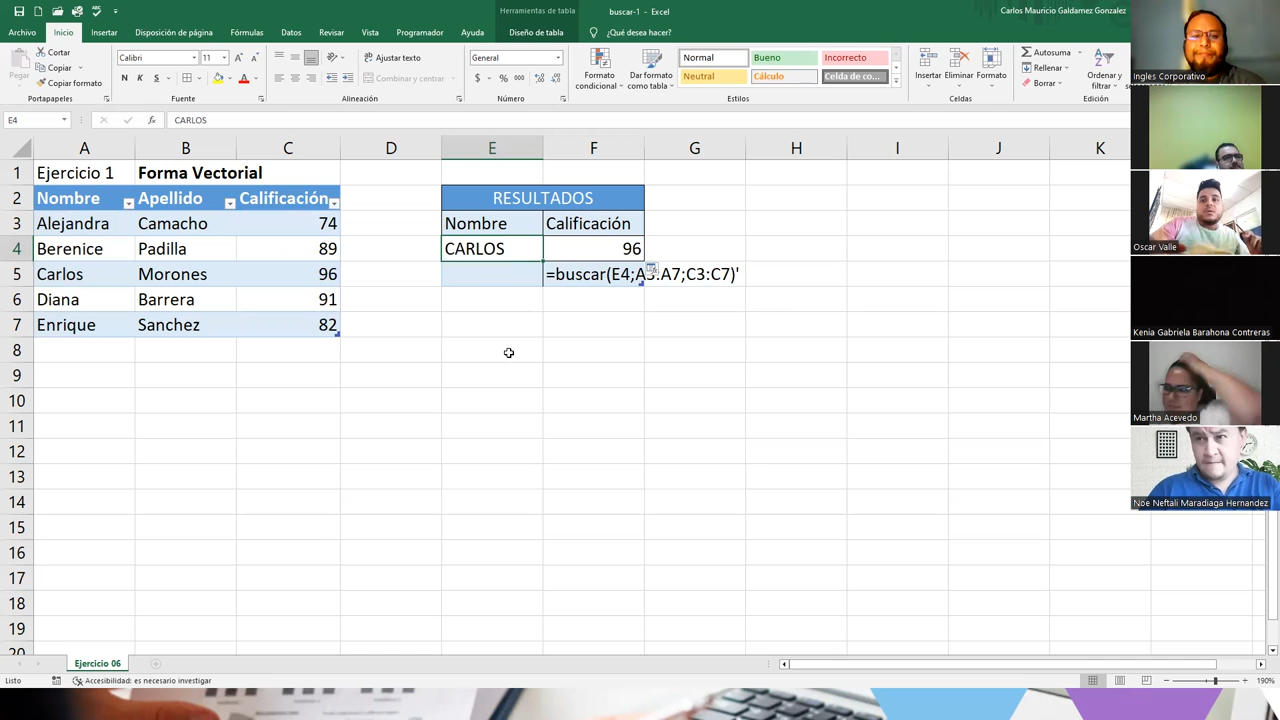 Herramientas de tabla
buscar-1 - Excel
Carlos Mauricio Galdamez Gonzalez
Archivo Inicio Insertar Disposición de página Fórmulas Datos Revisar Vista Programador Ayuda Diseño de tabla ¿Qué desea hacer?
Pegar
Cortar
Copiar
Copiar formato
Portapapeles
Calibri 11
N K S
Fuente
Ajustar texto
Combinar y centrar
Alineación
General
$ % 000
Número
Formato condicional
Dar formato como tabla
Normal Bueno Incorrecto
Neutral Cálculo Celda de co...
Estilos
Insertar Eliminar Formato
Celdas
Autosuma
Rellenar
Borrar
Ordenar y filtrar
Edición
E4 fx CARLOS
A B C D E F G H I J K
1 Ejercicio 1 Forma Vectorial
2 Nombre Apellido Calificación RESULTADOS
3 Alejandra Camacho 74 Nombre Calificación
4 Berenice Padilla 89 CARLOS 96
5 Carlos Morones 96 =buscar(E4;A3:A7;C3:C7)'
6 Diana Barrera 91
7 Enrique Sanchez 82
8
9
10
11
12
13
14
15
16
17
18
19
20
Ejercicio 06
Listo Accesibilidad: es necesario investigar 190%
Ingles Corporativo
Oscar Valle
Kenia Gabriela Barahona Contreras
Martha Acevedo
Noe Neftali Maradiaga Hernandez